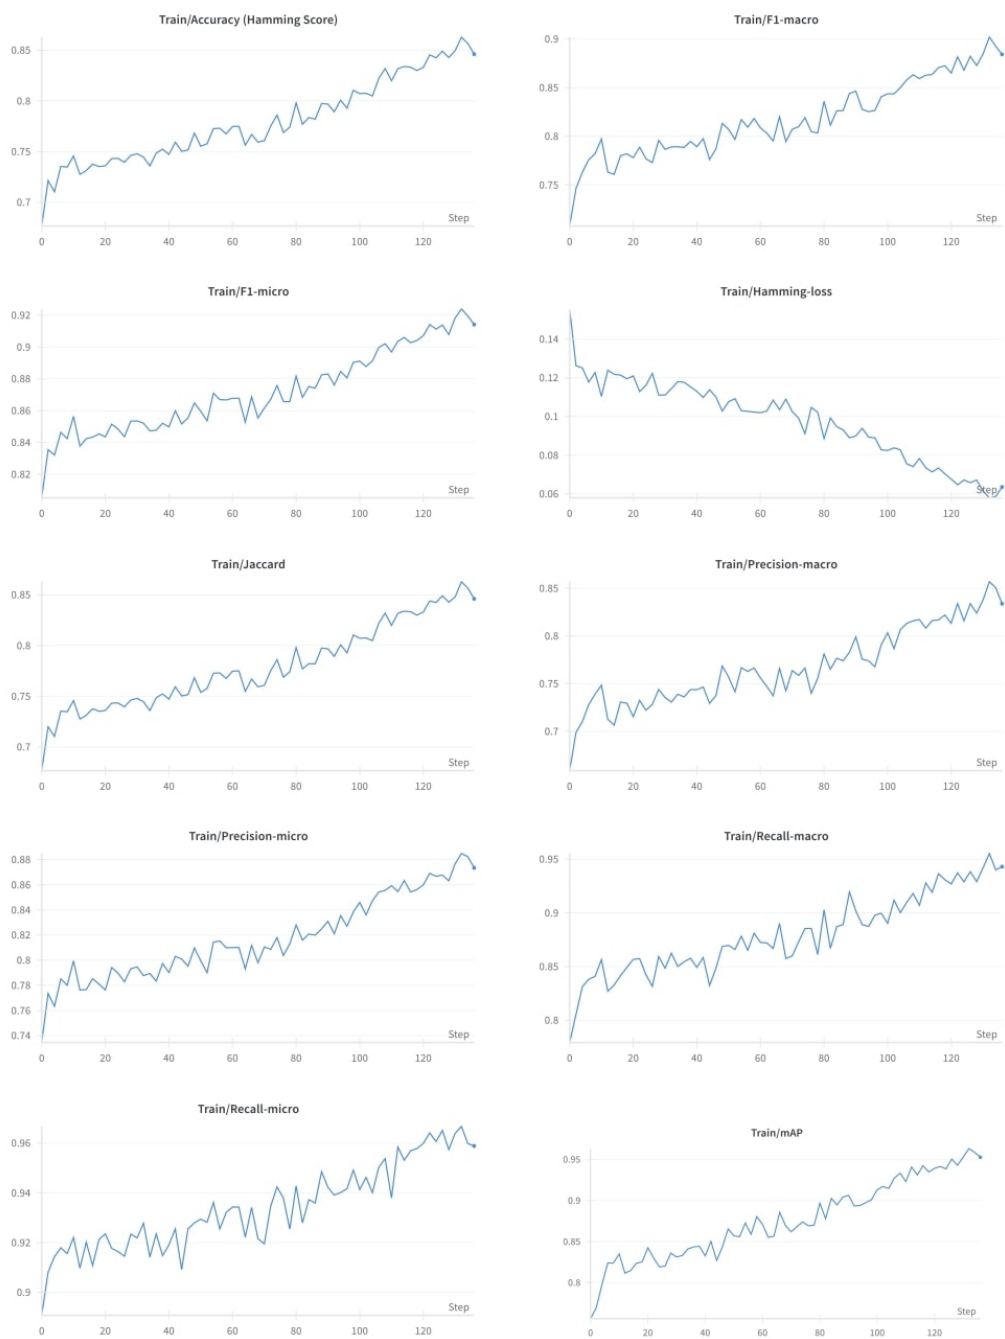 Train/Accuracy (Hamming Score)
0.85
0.8
0.75
0.7
Step
0 20 40 60 80 100 120
Train/F1-macro
0.9
0.85
0.8
0.75
Step
0 20 40 60 80 100 120
Train/F1-micro
0.92
0.9
0.88
0.86
0.84
0.82
Step
0 20 40 60 80 100 120
Train/Hamming-loss
0.14
0.12
0.1
0.08
0.06
Step
0 20 40 60 80 100 120
Train/Jaccard
0.85
0.8
0.75
0.7
Step
0 20 40 60 80 100 120
Train/Precision-macro
0.85
0.8
0.75
0.7
Step
0 20 40 60 80 100 120
Train/Precision-micro
0.88
0.86
0.84
0.82
0.8
0.78
0.76
0.74
Step
0 20 40 60 80 100 120
Train/Recall-macro
0.95
0.9
0.85
0.8
Step
0 20 40 60 80 100 120
Train/Recall-micro
0.96
0.94
0.92
0.9
Step
0 20 40 60 80 100 120
Train/mAP
0.95
0.9
0.85
0.8
Step
0 20 40 60 80 100 120